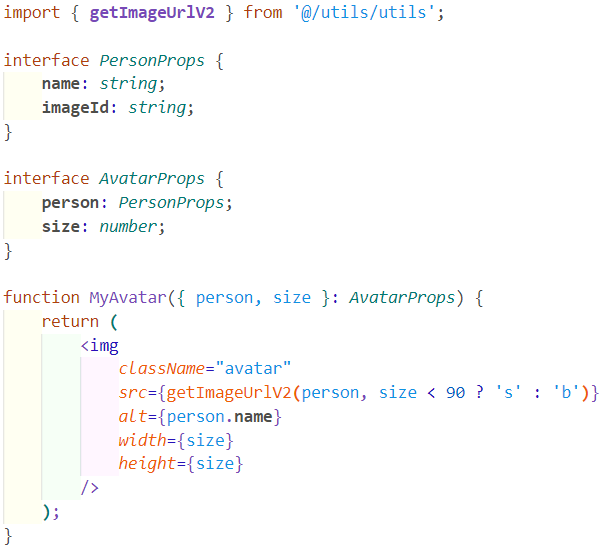 import { getImageUrlV2 } from '@/utils/utils';

interface PersonProps {
    name: string;
    imageId: string;
}

interface AvatarProps {
    person: PersonProps;
    size: number;
}

function MyAvatar({ person, size }: AvatarProps) {
    return (
        <img
            className="avatar"
            src={getImageUrlV2(person, size < 90 ? 's' : 'b')}
            alt={person.name}
            width={size}
            height={size}
        />
    );
}